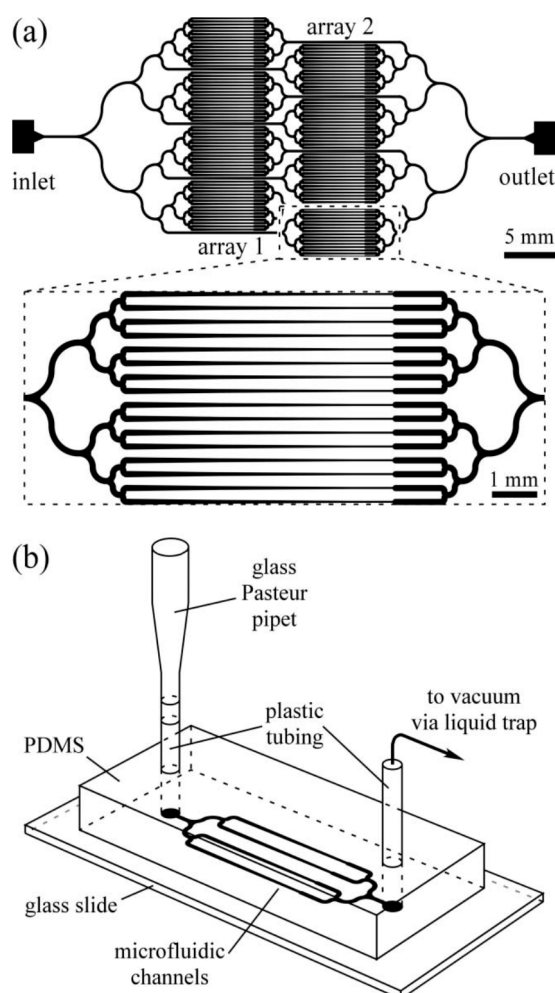 (a)
array 2
inlet
outlet
array 1
5 mm
1 mm
(b)
glass
Pasteur
pipet
to vacuum
via liquid trap
plastic
tubing
PDMS
glass slide
microfluidic
channels